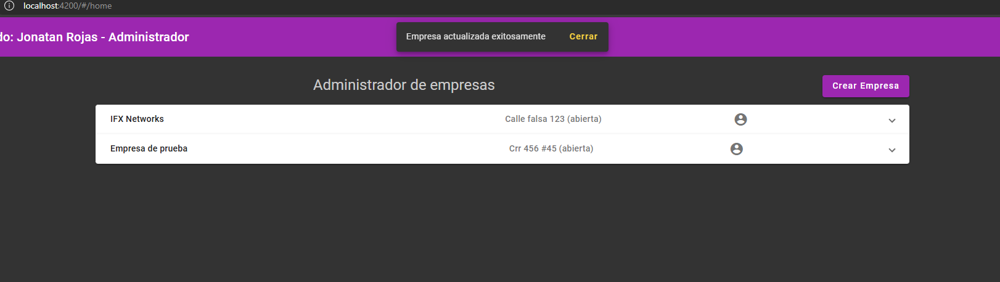 localhost:4200/#/home
do: Jonatan Rojas - Administrador
Empresa actualizada exitosamente Cerrar
Administrador de empresas
Crear Empresa
IFX Networks Calle falsa 123 (abierta)
Empresa de prueba Crr 456 #45 (abierta)